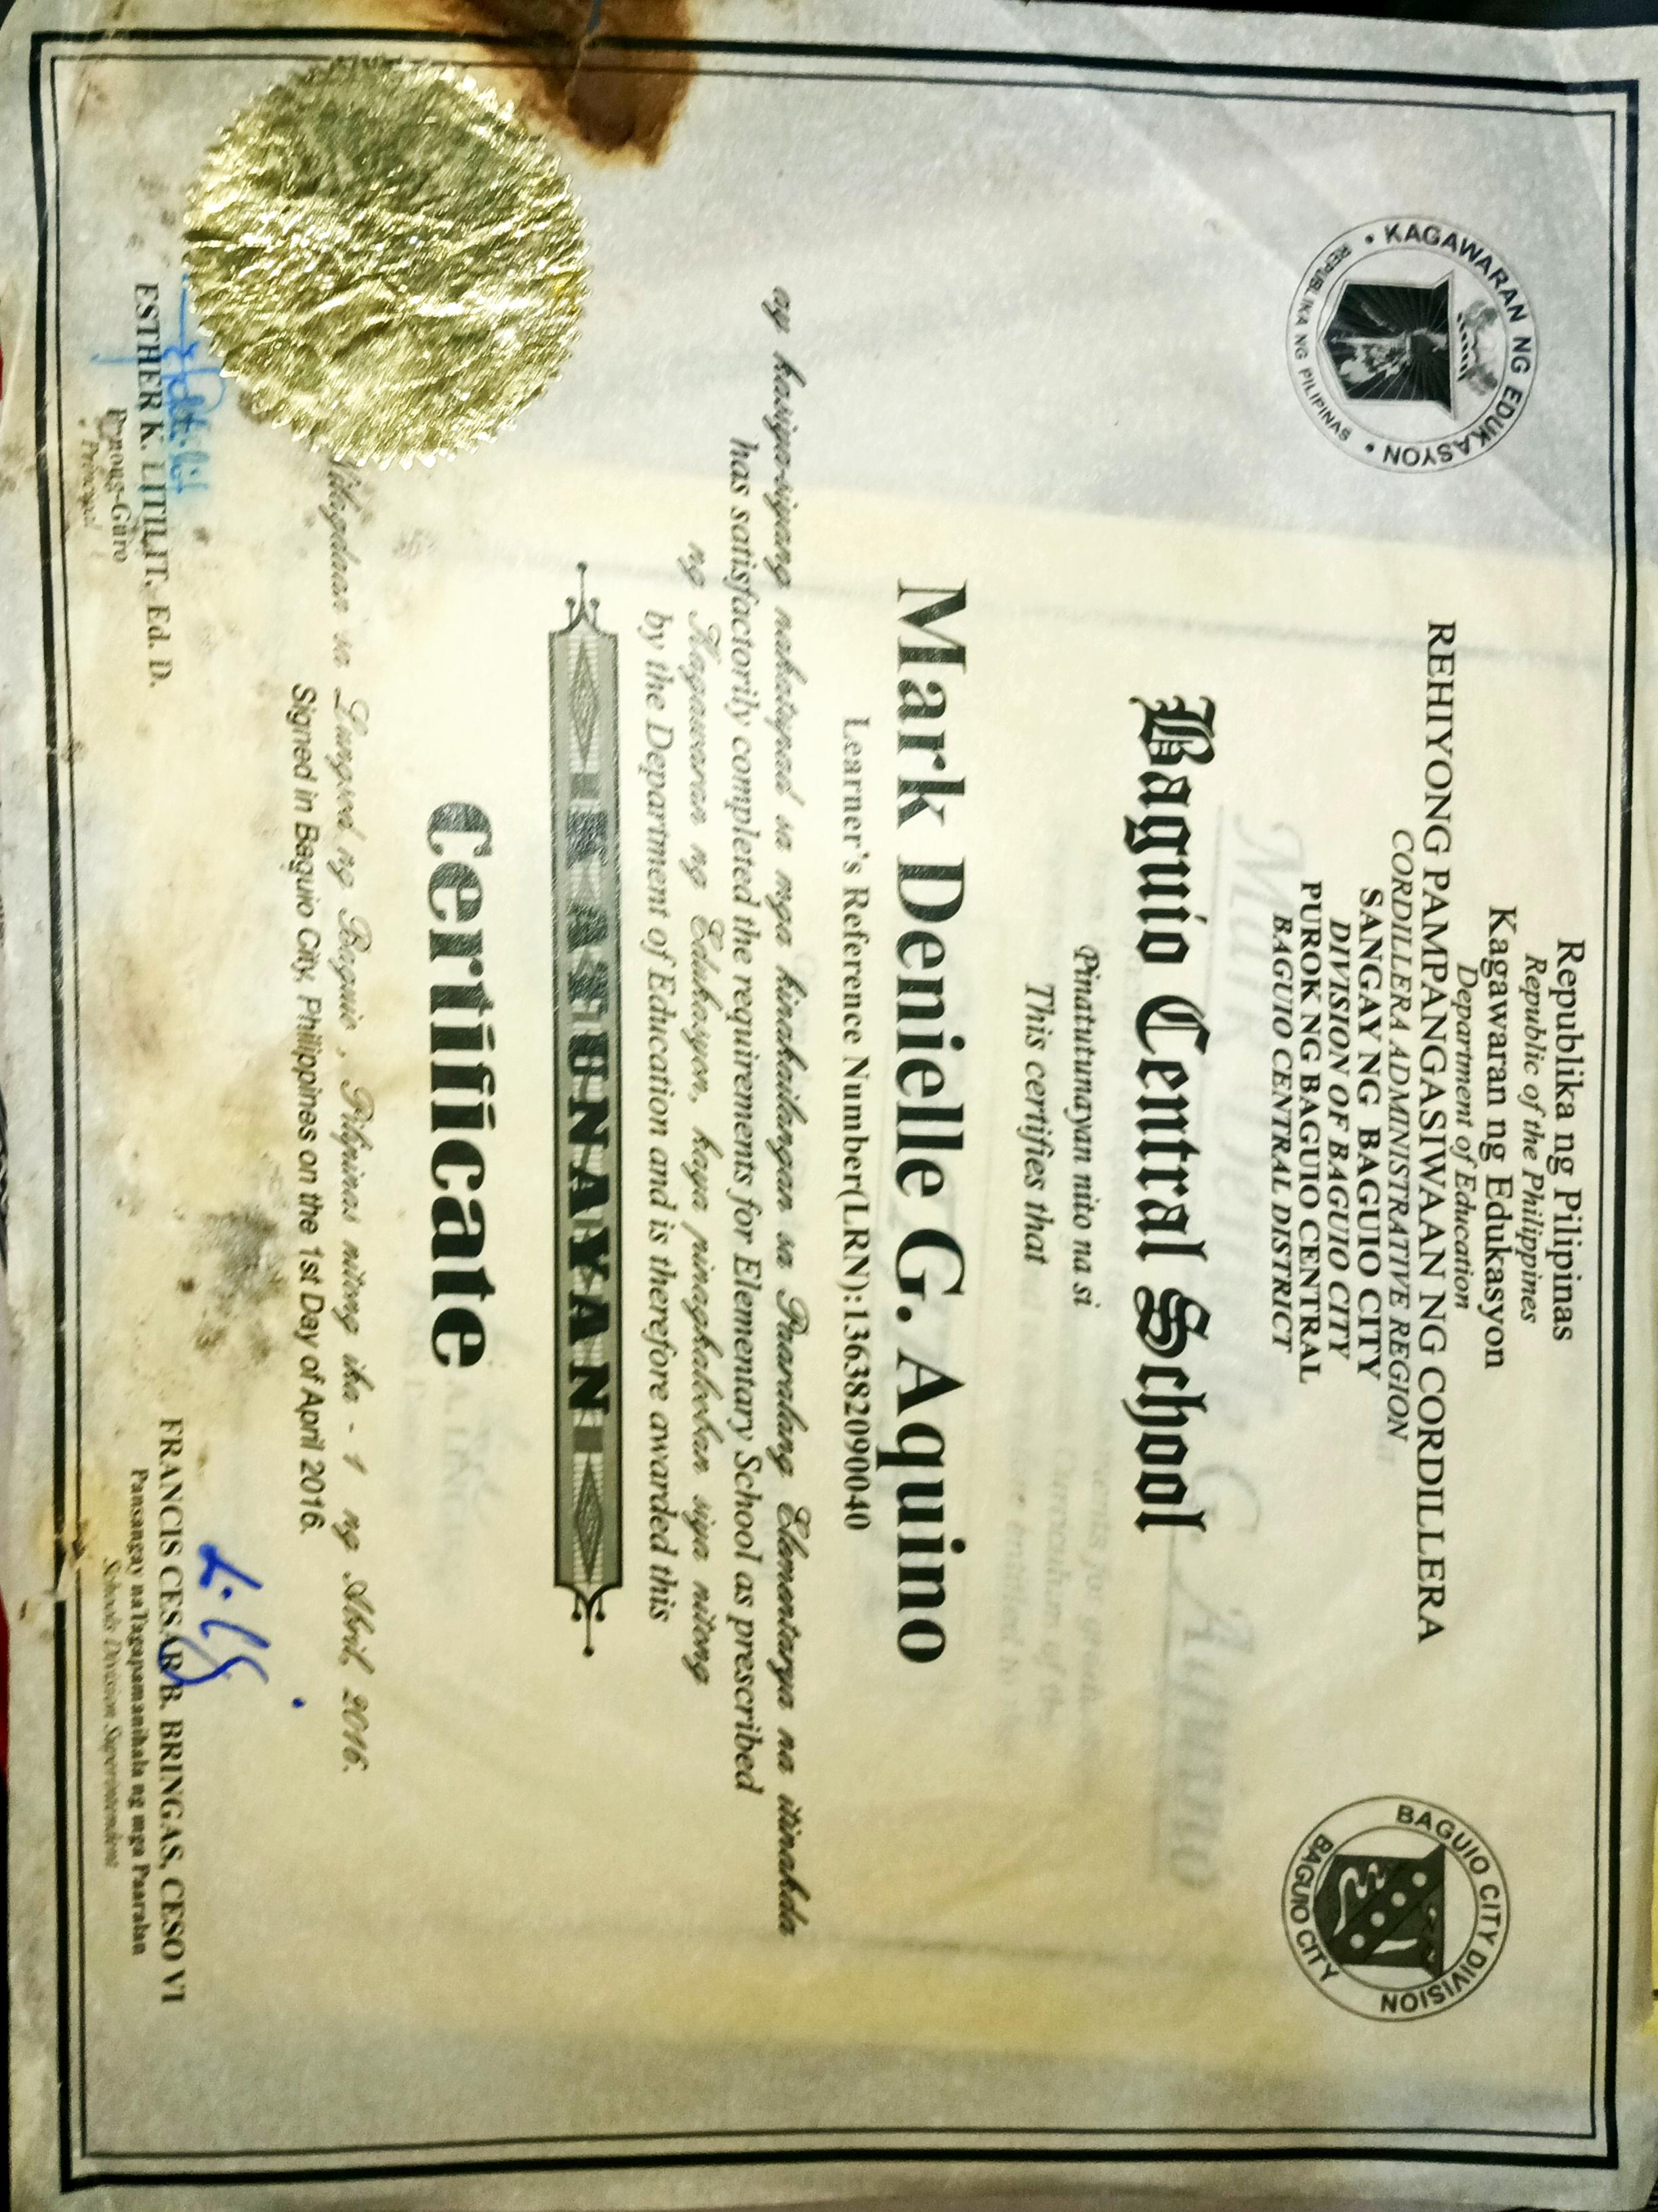 Republika ng Pilipinas
Republic of the Philippines
Kagawaran ng Edukasyon
Department of Education
REHIYONG PAMPANGASIWAAN NG CORDILLERA
CORDILLERA ADMINISTRATIVE REGION
SANGAY NG BAGUIO CITY
DIVISION OF BAGUIO CITY
PUROK NG BAGUIO CENTRAL
BAGUIO CENTRAL DISTRICT
KAGAWARAN NG EDUKASYON
REPUBLIKA NG PILIPINAS
BAGUIO CITY DIVISION
BAGUIO CITY
Baguio Central School
Pinatutunayan nito na si
This certifies that
Mark Denielle G. Aquino
Learner's Reference Number(LRN):136382090040
ay kasiya-siyang nakatupad sa mga kinakailangan sa Paaralang Elementarya na itinakda
has satisfactorily completed the requirements for Elementary School as prescribed
ng Kagawaran ng Edukasyon, kaya pinagkalooban siya nitong
by the Department of Education and is therefore awarded this
KATUNAYAN
Certificate
Nilagdaan sa Lungsod ng Baguio, Pilipinas nitong ika - 1 ng Abril, 2016.
Signed in Baguio City, Philippines on the 1st Day of April 2016.
ESTHER K. LITILIT, Ed. D.
Punong-Guro
Principal
FRANCIS CESAR B. BRINGAS, CESO VI
Pansangay na Tagapamanihala ng mga Paaralan
Schools Division Superintendent